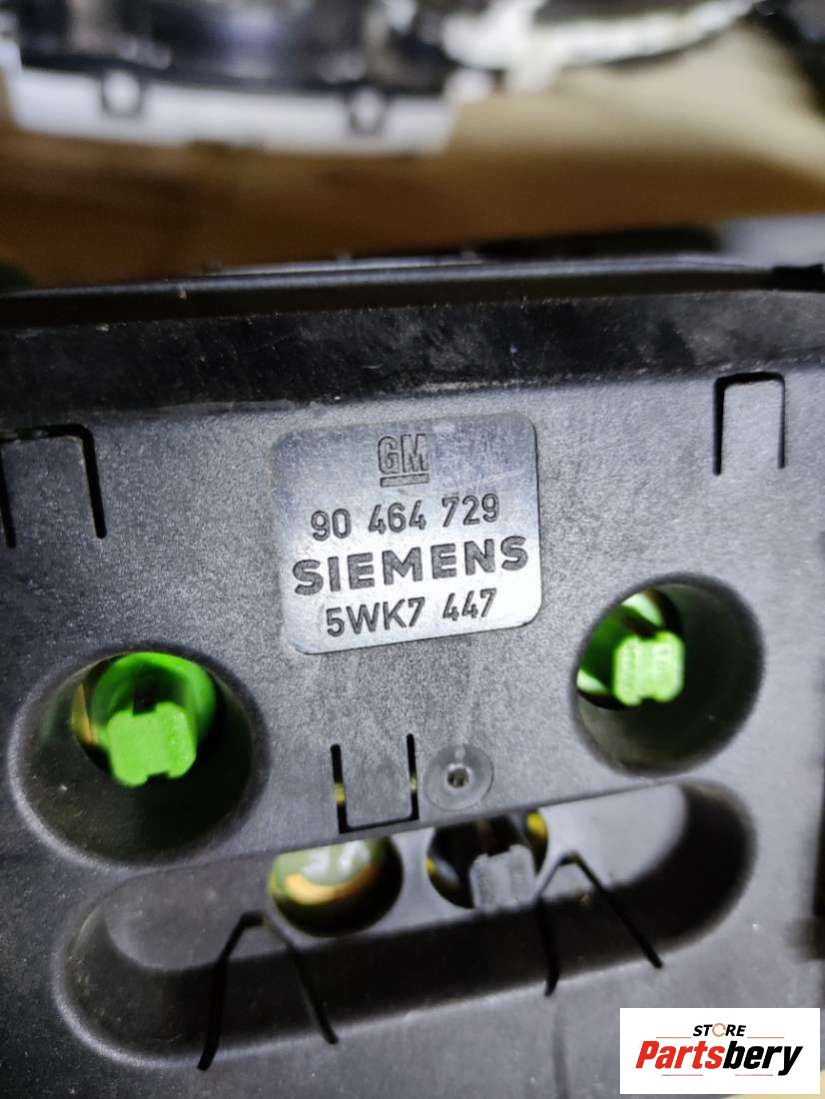 GM
90 464 729
SIEMENS
5WK7 447
STORE
Partsbery